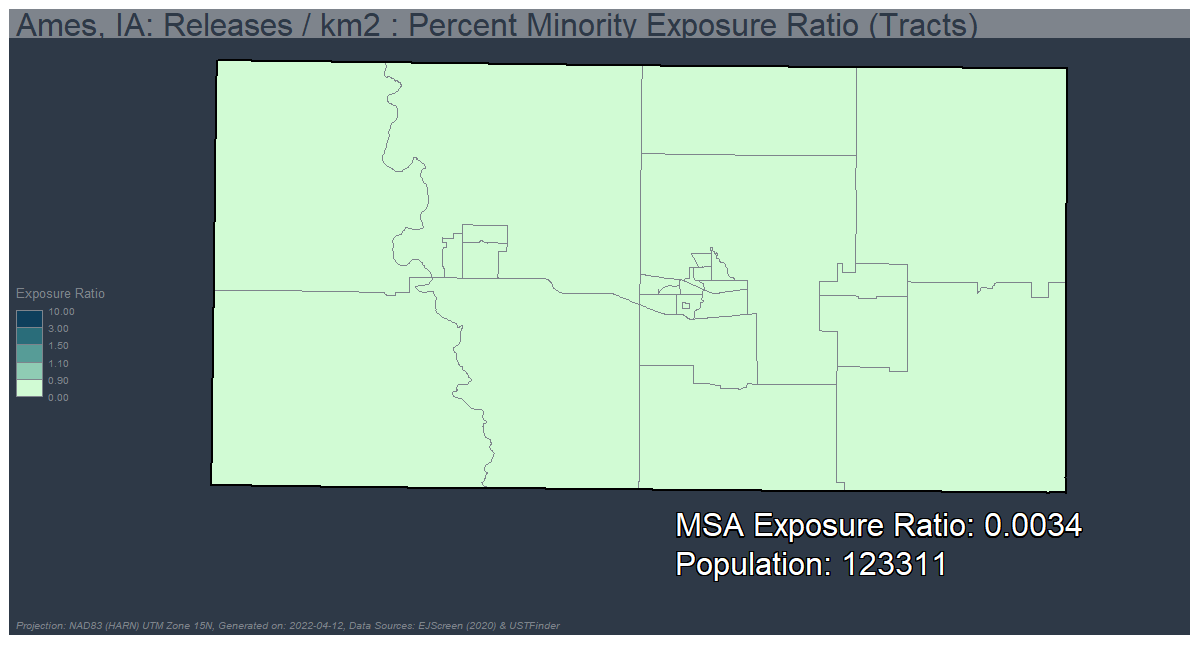 Ames, IA: Releases / km2 : Percent Minority Exposure Ratio (Tracts)
Exposure Ratio
10.00
3.00
1.50
1.10
0.90
0.00
MSA Exposure Ratio: 0.0034
Population: 123311
Projection: NAD83 (HARN) UTM Zone 15N, Generated on: 2022-04-12, Data Sources: EJScreen (2020) & USTFinder